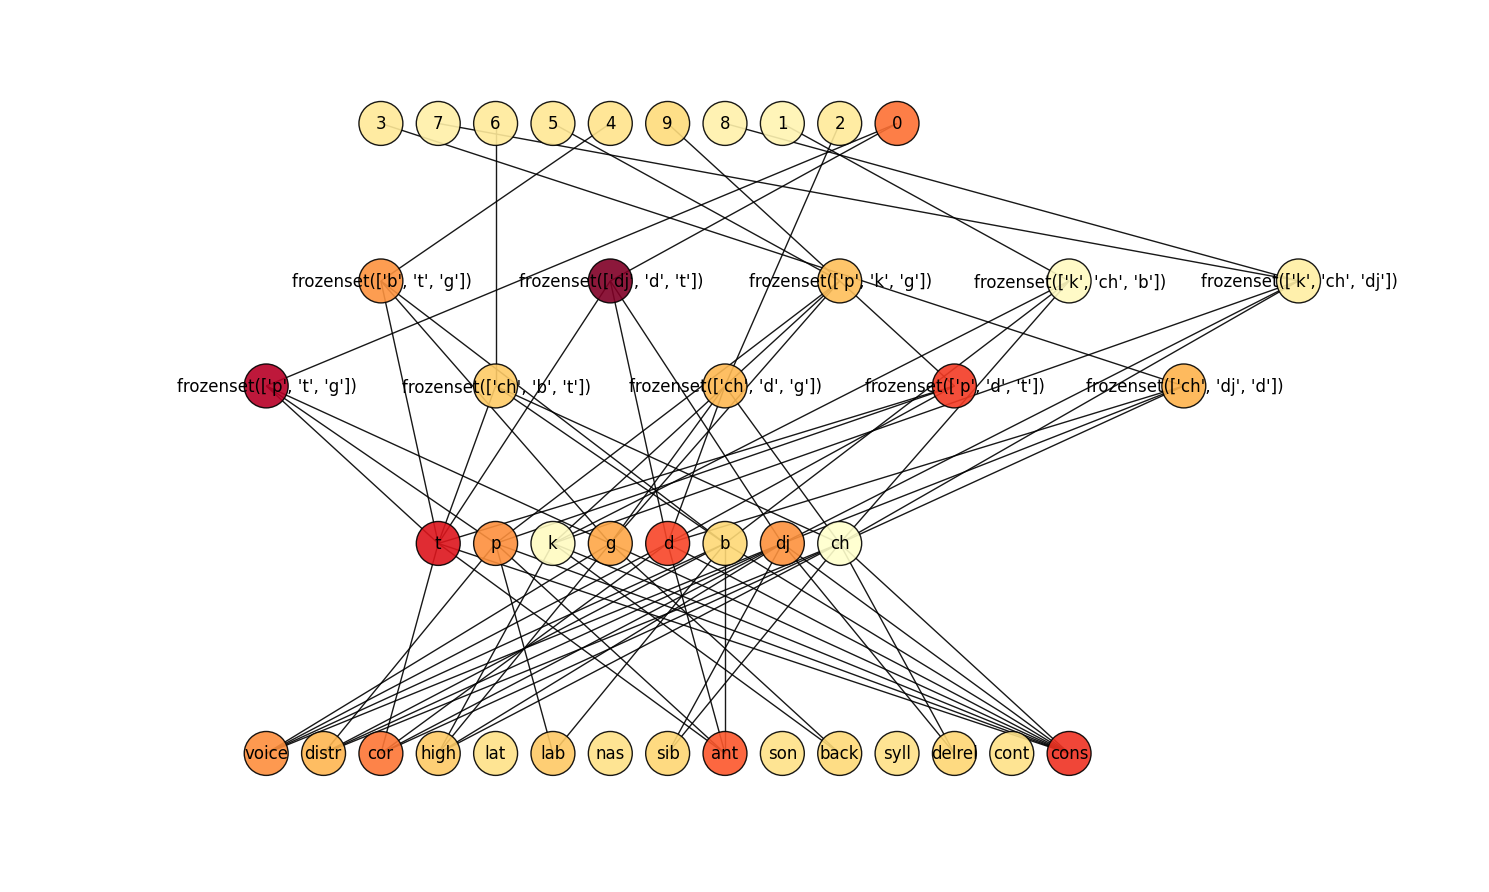 3 7 6 5 4 9 8 1 2 0
frozenset(['b', 't', 'g']) frozenset(['dj', 'd', 't']) frozenset(['p', 'k', 'g']) frozenset(['k', 'ch', 'b']) frozenset(['k', 'ch', 'dj'])
frozenset(['p', 't', 'g']) frozenset(['ch', 'b', 't']) frozenset(['ch', 'd', 'g']) frozenset(['p', 'd', 't']) frozenset(['ch', 'dj', 'd'])
t p k g d b dj ch
voice distr cor high lat lab nas sib ant son back syll delrel cont cons